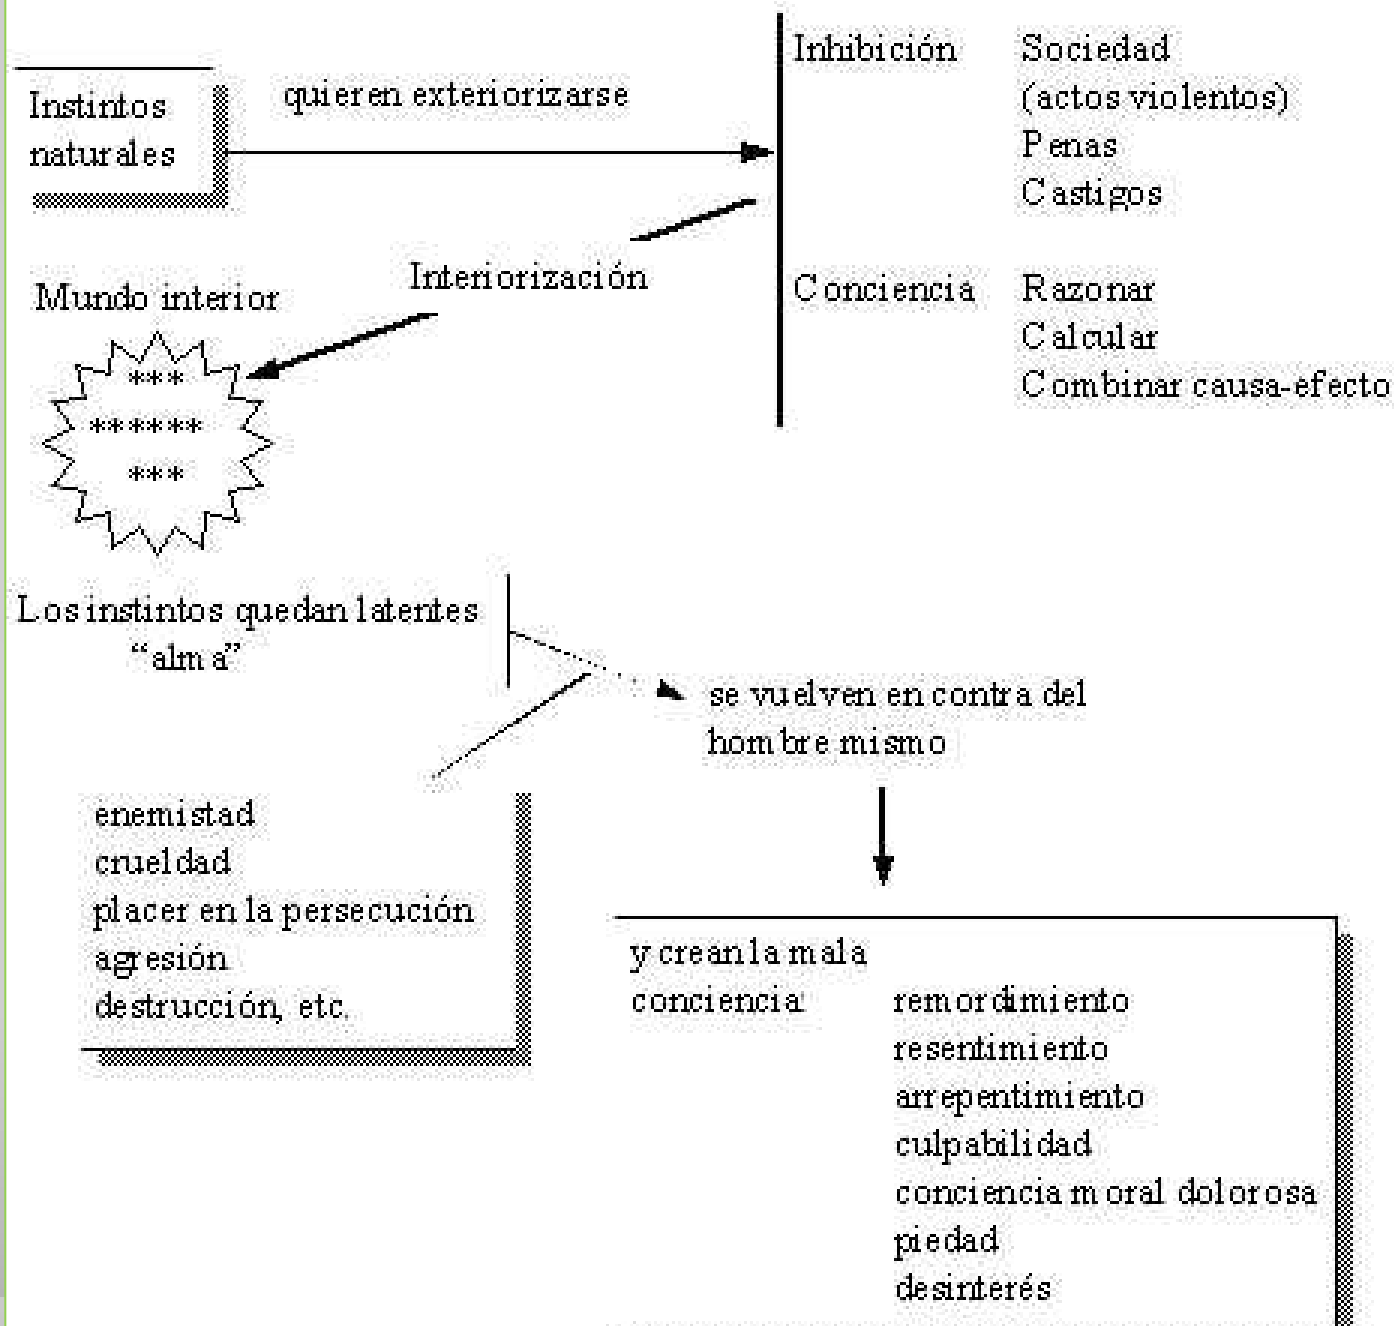 Instintos
naturales
quieren exteriorizarse
Inhibición Sociedad
(actos violentos)
Penas
Castigos
Conciencia Razonar
Calcular
Combinar causa-efecto
Interiorización
Mundo interior
***
******
***
Los instintos quedan latentes
“alma”
se vuelven en contra del
hombre mismo
enemistad
crueldad
placer en la persecución
agresión
destrucción, etc.
y crean la mala
conciencia: remordimiento
resentimiento
arrepentimiento
culpabilidad
conciencia moral dolorosa
piedad
desinterés